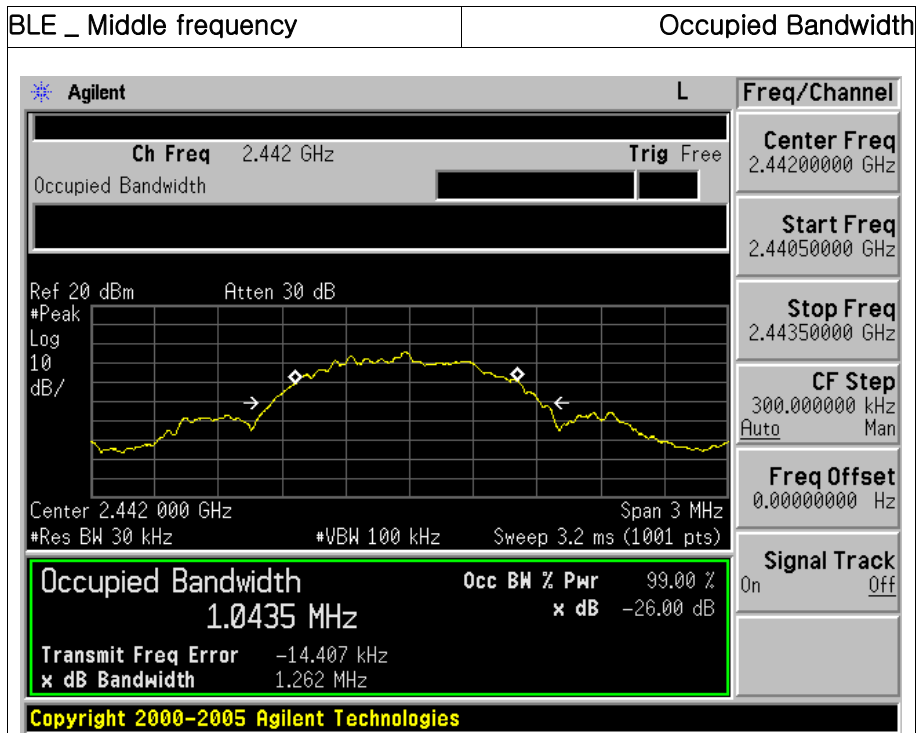 BLE _ Middle frequency Occupied Bandwidth
Agilent L Freq/Channel
Ch Freq 2.442 GHz Trig Free
Occupied Bandwidth
Center Freq
2.44200000 GHz
Start Freq
2.44050000 GHz
Stop Freq
2.44350000 GHz
CF Step
300.000000 kHz
Auto Man
Freq Offset
0.00000000 Hz
Signal Track
On Off
Ref 20 dBm Atten 30 dB
#Peak
Log
10
dB/
Center 2.442 000 GHz Span 3 MHz
#Res BW 30 kHz #VBW 100 kHz Sweep 3.2 ms (1001 pts)
Occupied Bandwidth Occ BW % Pwr 99.00 %
1.0435 MHz x dB -26.00 dB
Transmit Freq Error -14.407 kHz
x dB Bandwidth 1.262 MHz
Copyright 2000-2005 Agilent Technologies